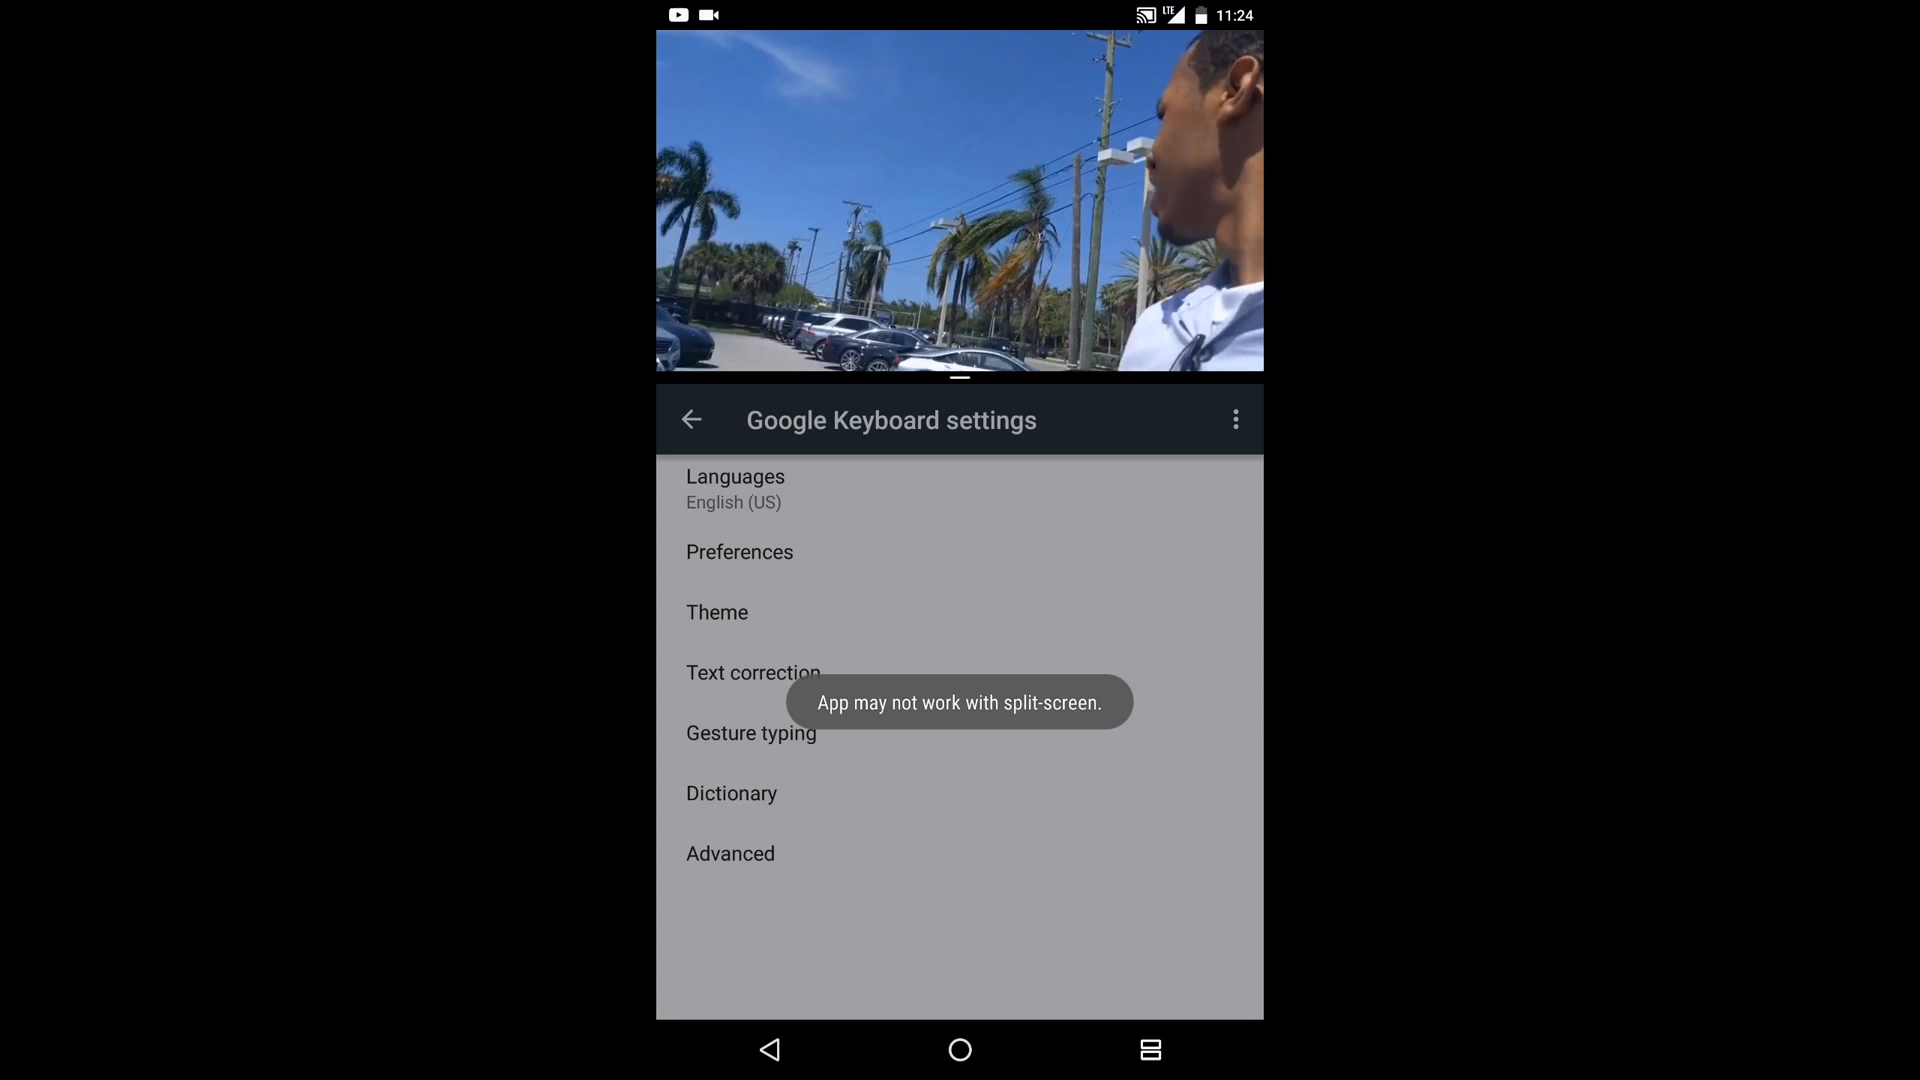 LTE 11:24
Google Keyboard settings
Languages
English (US)
Preferences
Theme
Text correction
App may not work with split-screen.
Gesture typing
Dictionary
Advanced